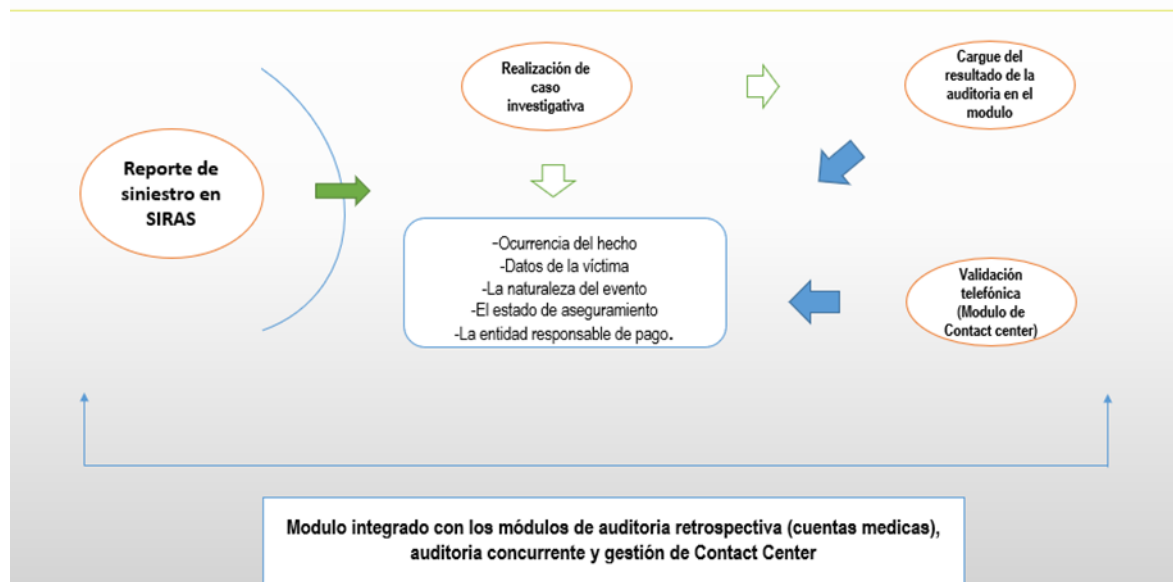 Reporte de
siniestro en
SIRAS
Realización de
caso
investigativa
Cargue del
resultado de la
auditoria en el
modulo
-Ocurrencia del hecho
-Datos de la víctima
-La naturaleza del evento
-El estado de aseguramiento
-La entidad responsable de pago.
Validación
telefónica
(Modulo de
Contact center)
Modulo integrado con los módulos de auditoria retrospectiva (cuentas medicas),
auditoria concurrente y gestión de Contact Center